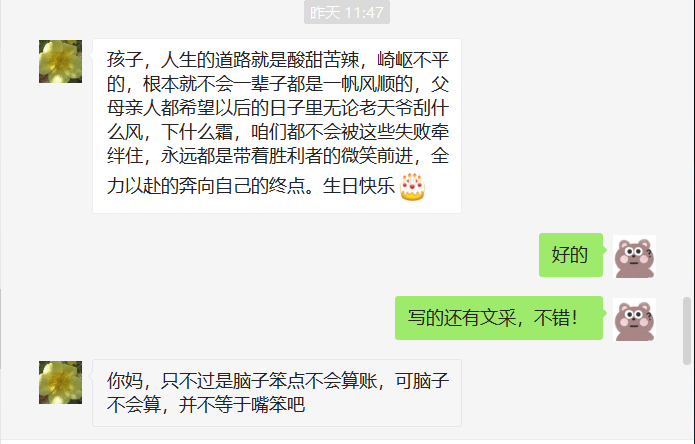 昨天 11:47
孩子，人生的道路就是酸甜苦辣，崎岖不平
的，根本就不会一辈子都是一帆风顺的，父
母亲人都希望以后的日子里无论老天爷刮什
么风，下什么霜，咱们都不会被这些失败牵
绊住，永远都是带着胜利者的微笑前进，全
力以赴的奔向自己的终点。生日快乐
好的
写的还有文采，不错！
你妈，只不过是脑子笨点不会算账，可脑子
不会算，并不等于嘴笨吧